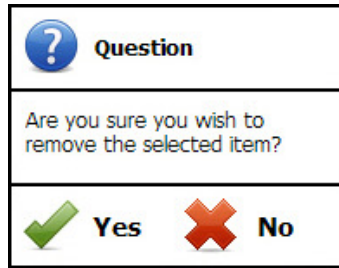 Question
Are you sure you wish to
remove the selected item?
Yes
No